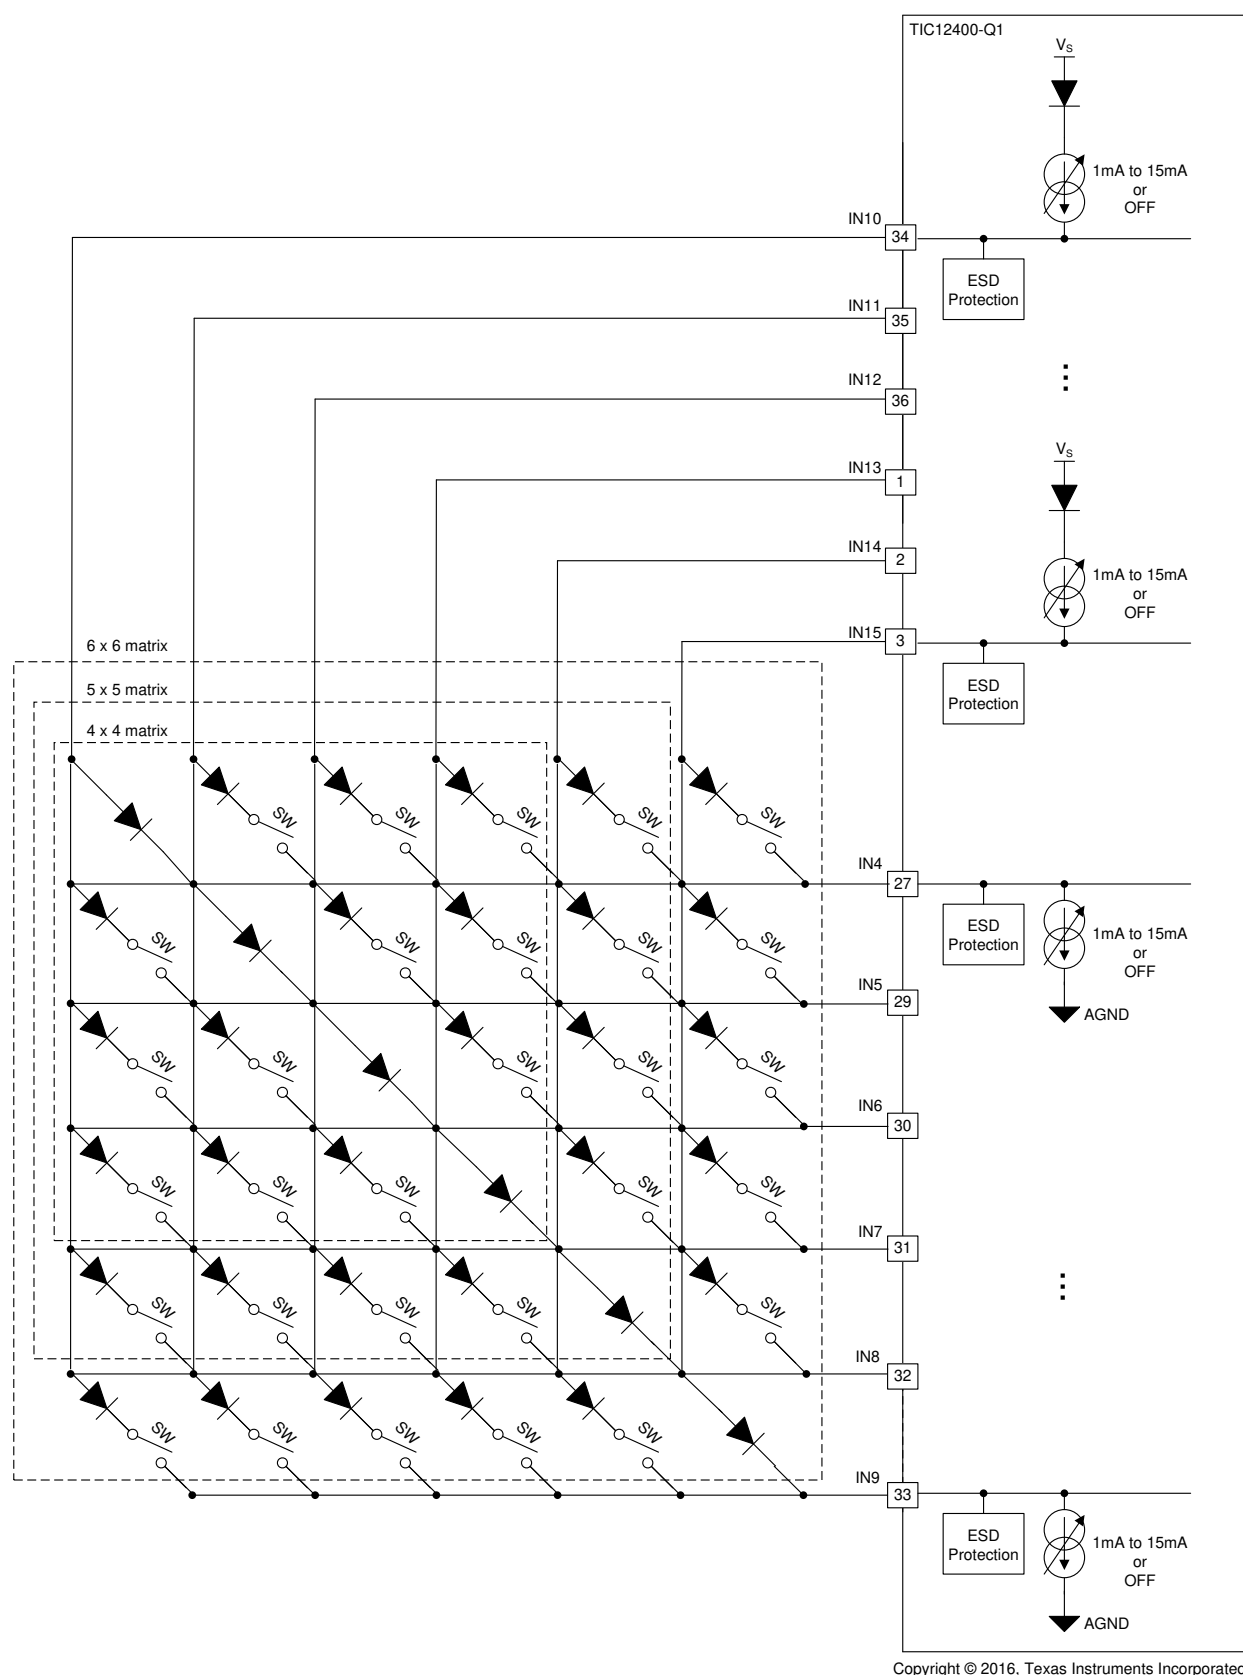 TIC12400-Q1
VS
1mA to 15mA
or
OFF
IN10
34
ESD
Protection
IN11
35
IN12
36
VS
IN13
1
IN14
2
1mA to 15mA
or
OFF
IN15
3
ESD
Protection
6 x 6 matrix
5 x 5 matrix
4 x 4 matrix
SW SW SW SW SW
IN4
27
ESD
Protection
1mA to 15mA
or
OFF
AGND
SW SW SW SW SW
IN5
29
SW SW SW SW SW
IN6
30
SW SW SW SW SW
IN7
31
SW SW SW SW SW
IN8
32
SW SW SW SW SW
IN9
33
ESD
Protection
1mA to 15mA
or
OFF
AGND
Copyright © 2016, Texas Instruments Incorporated